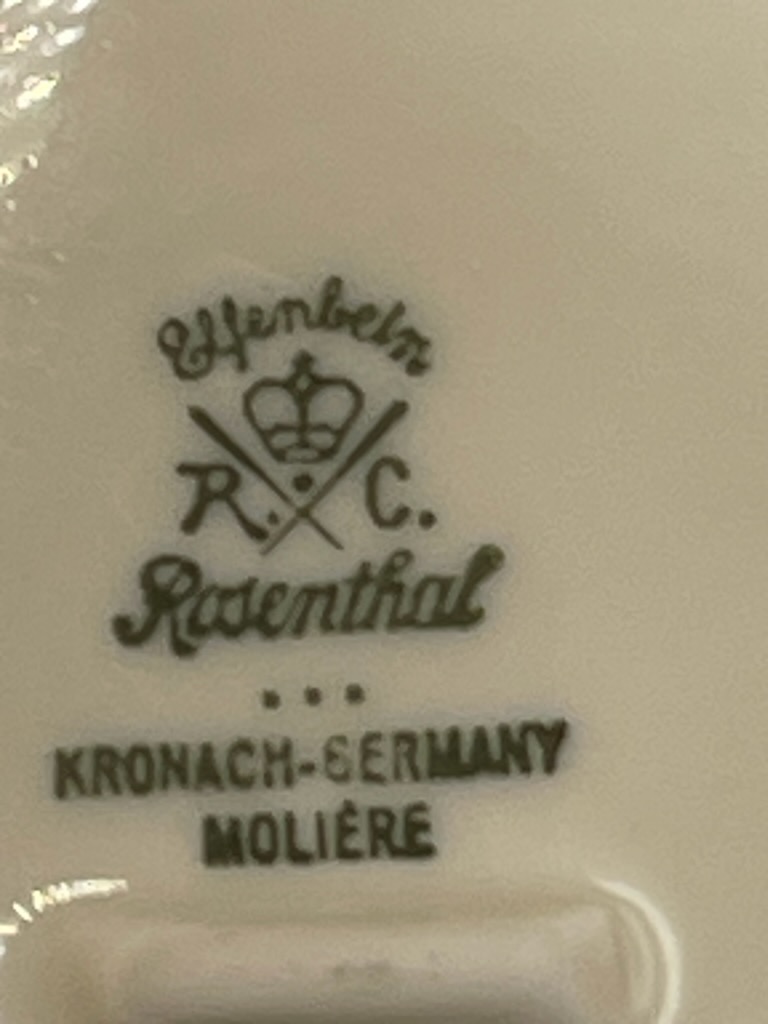 Elfenbein
R. C.
Rosenthal
...
KRONACH-GERMANY
MOLIÈRE